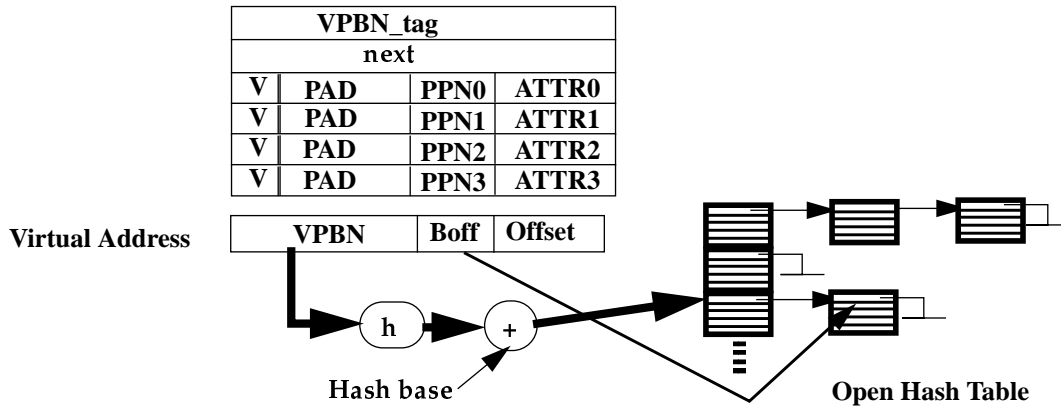 VPBN_tag
next
V PAD PPN0 ATTR0
V PAD PPN1 ATTR1
V PAD PPN2 ATTR2
V PAD PPN3 ATTR3
Virtual Address VPBN Boff Offset
h +
Hash base
Open Hash Table